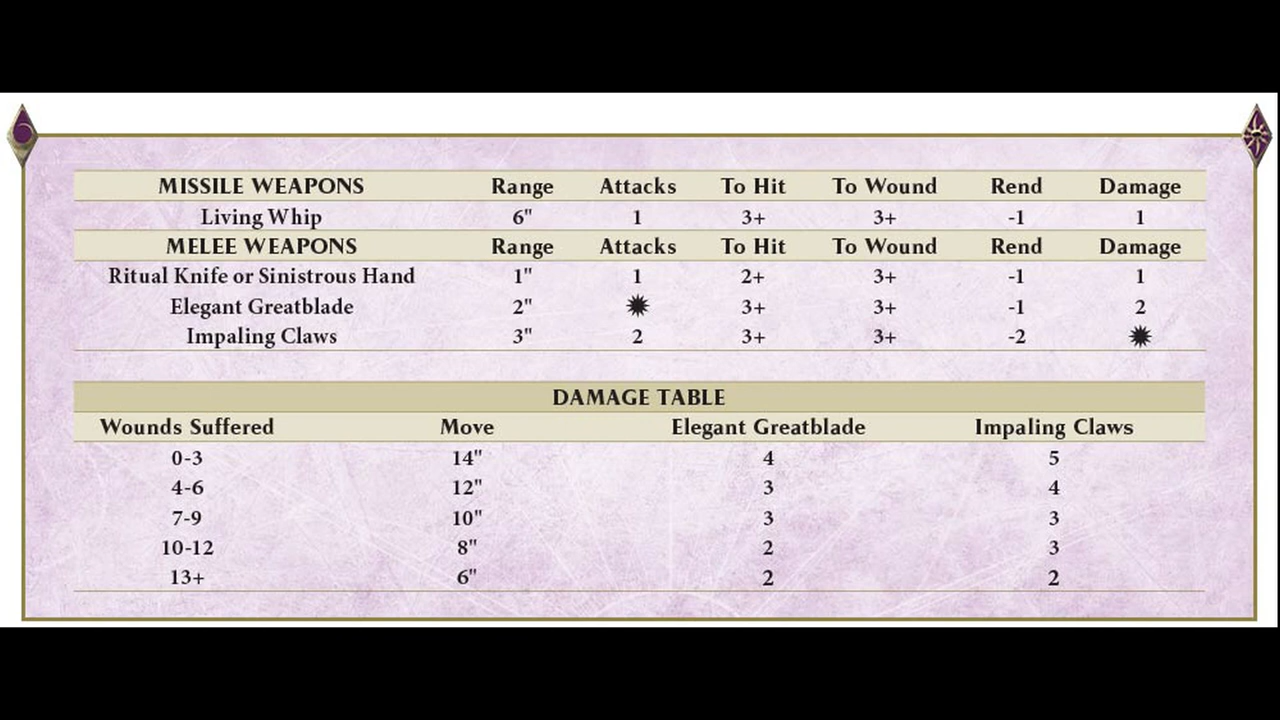 MISSILE WEAPONS Range Attacks To Hit To Wound Rend Damage
Living Whip 6" 1 3+ 3+ -1 1
MELEE WEAPONS Range Attacks To Hit To Wound Rend Damage
Ritual Knife or Sinistrous Hand 1" 1 2+ 3+ -1 1
Elegant Greatblade 2" ✹ 3+ 3+ -1 2
Impaling Claws 3" 2 3+ 3+ -2 ✹
DAMAGE TABLE
Wounds Suffered Move Elegant Greatblade Impaling Claws
0-3 14" 4 5
4-6 12" 3 4
7-9 10" 3 3
10-12 8" 2 3
13+ 6" 2 2